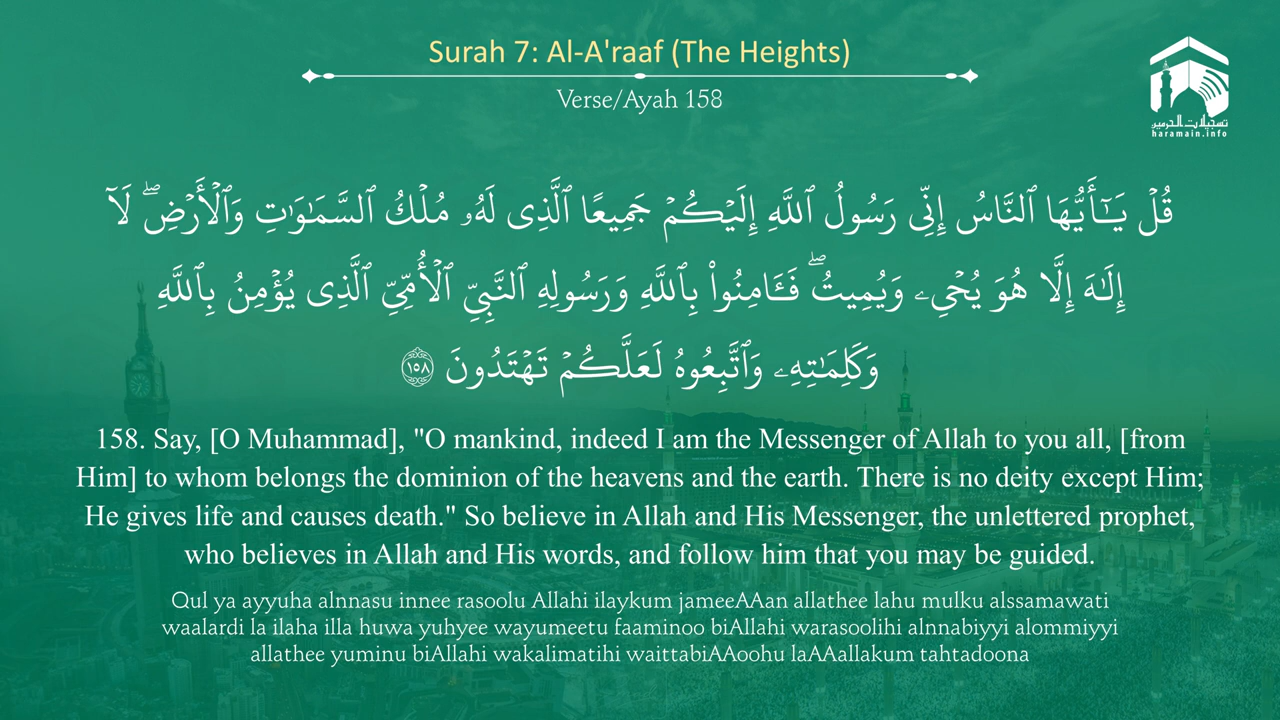 Surah 7: Al-A'raaf (The Heights)
Verse/Ayah 158
تسجيلات الحرمين
haramain.info
قُلۡ يَـٰٓأَيُّهَا ٱلنَّاسُ إِنِّى رَسُولُ ٱللَّهِ إِلَيۡكُمۡ جَمِيعًا ٱلَّذِى لَهُۥ مُلۡكُ ٱلسَّمَـٰوَٰتِ وَٱلۡأَرۡضِۖ لَآ
إِلَـٰهَ إِلَّا هُوَ يُحۡىِۦ وَيُمِيتُۖ فَـَٔامِنُواْ بِٱللَّهِ وَرَسُولِهِ ٱلنَّبِىِّ ٱلۡأُمِّىِّ ٱلَّذِى يُؤۡمِنُ بِٱللَّهِ
وَكَلِمَـٰتِهِۦ وَٱتَّبِعُوهُ لَعَلَّكُمۡ تَهۡتَدُونَ ١٥٨
158. Say, [O Muhammad], "O mankind, indeed I am the Messenger of Allah to you all, [from
Him] to whom belongs the dominion of the heavens and the earth. There is no deity except Him;
He gives life and causes death." So believe in Allah and His Messenger, the unlettered prophet,
who believes in Allah and His words, and follow him that you may be guided.
Qul ya ayyuha alnnasu innee rasoolu Allahi ilaykum jameeAAan allathee lahu mulku alssamawati
waalardi la ilaha illa huwa yuhyee wayumeetu faaminoo biAllahi warasoolihi alnnabiyyi alommiyyi
allathee yuminu biAllahi wakalimatihi waittabiAAoohu laAAallakum tahtadoona